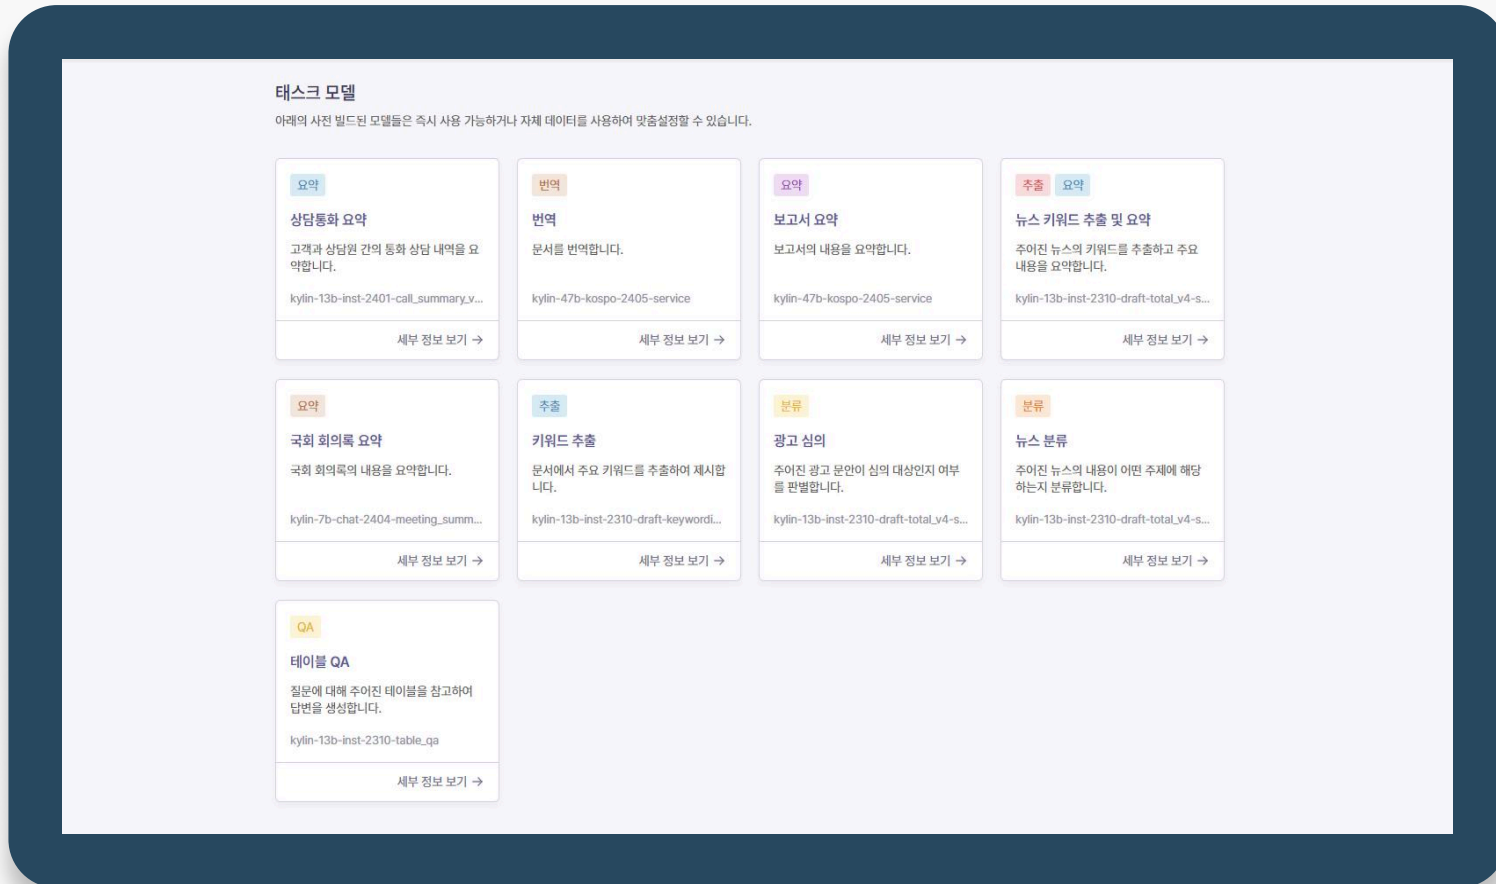 태스크 모델
아래의 사전 빌드된 모델들은 즉시 사용 가능하거나 자체 데이터를 사용하여 맞춤설정할 수 있습니다.
요약
상담통화 요약
고객과 상담원 간의 통화 상담 내역을 요
약합니다.
kylin-13b-inst-2401-call_summary_v...
세부 정보 보기 →
번역
번역
문서를 번역합니다.
kylin-47b-kospo-2405-service
세부 정보 보기 →
요약
보고서 요약
보고서의 내용을 요약합니다.
kylin-47b-kospo-2405-service
세부 정보 보기 →
추출 요약
뉴스 키워드 추출 및 요약
주어진 뉴스의 키워드를 추출하고 주요
내용을 요약합니다.
kylin-13b-inst-2310-draft-total_v4-s...
세부 정보 보기 →
요약
국회 회의록 요약
국회 회의록의 내용을 요약합니다.
kylin-7b-chat-2404-meeting_summ...
세부 정보 보기 →
추출
키워드 추출
문서에서 주요 키워드를 추출하여 제시합
니다.
kylin-13b-inst-2310-draft-keywordi...
세부 정보 보기 →
분류
광고 심의
주어진 광고 문안이 심의 대상인지 여부
를 판별합니다.
kylin-13b-inst-2310-draft-total_v4-s...
세부 정보 보기 →
분류
뉴스 분류
주어진 뉴스의 내용이 어떤 주제에 해당
하는지 분류합니다.
kylin-13b-inst-2310-draft-total_v4-s...
세부 정보 보기 →
QA
테이블 QA
질문에 대해 주어진 테이블을 참고하여
답변을 생성합니다.
kylin-13b-inst-2310-table_qa
세부 정보 보기 →